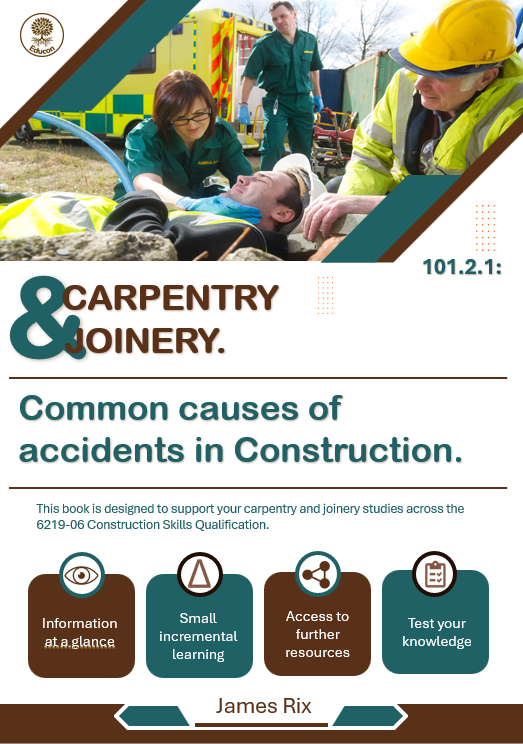 Educon
AMBULANCE
101.2.1:
&
CARPENTRY
JOINERY.
Common causes of
accidents in Construction.
This book is designed to support your carpentry and joinery studies across the
6219-06 Construction Skills Qualification.
Information
at a glance
Small
incremental
learning
Access to
further
resources
Test your
knowledge
James Rix